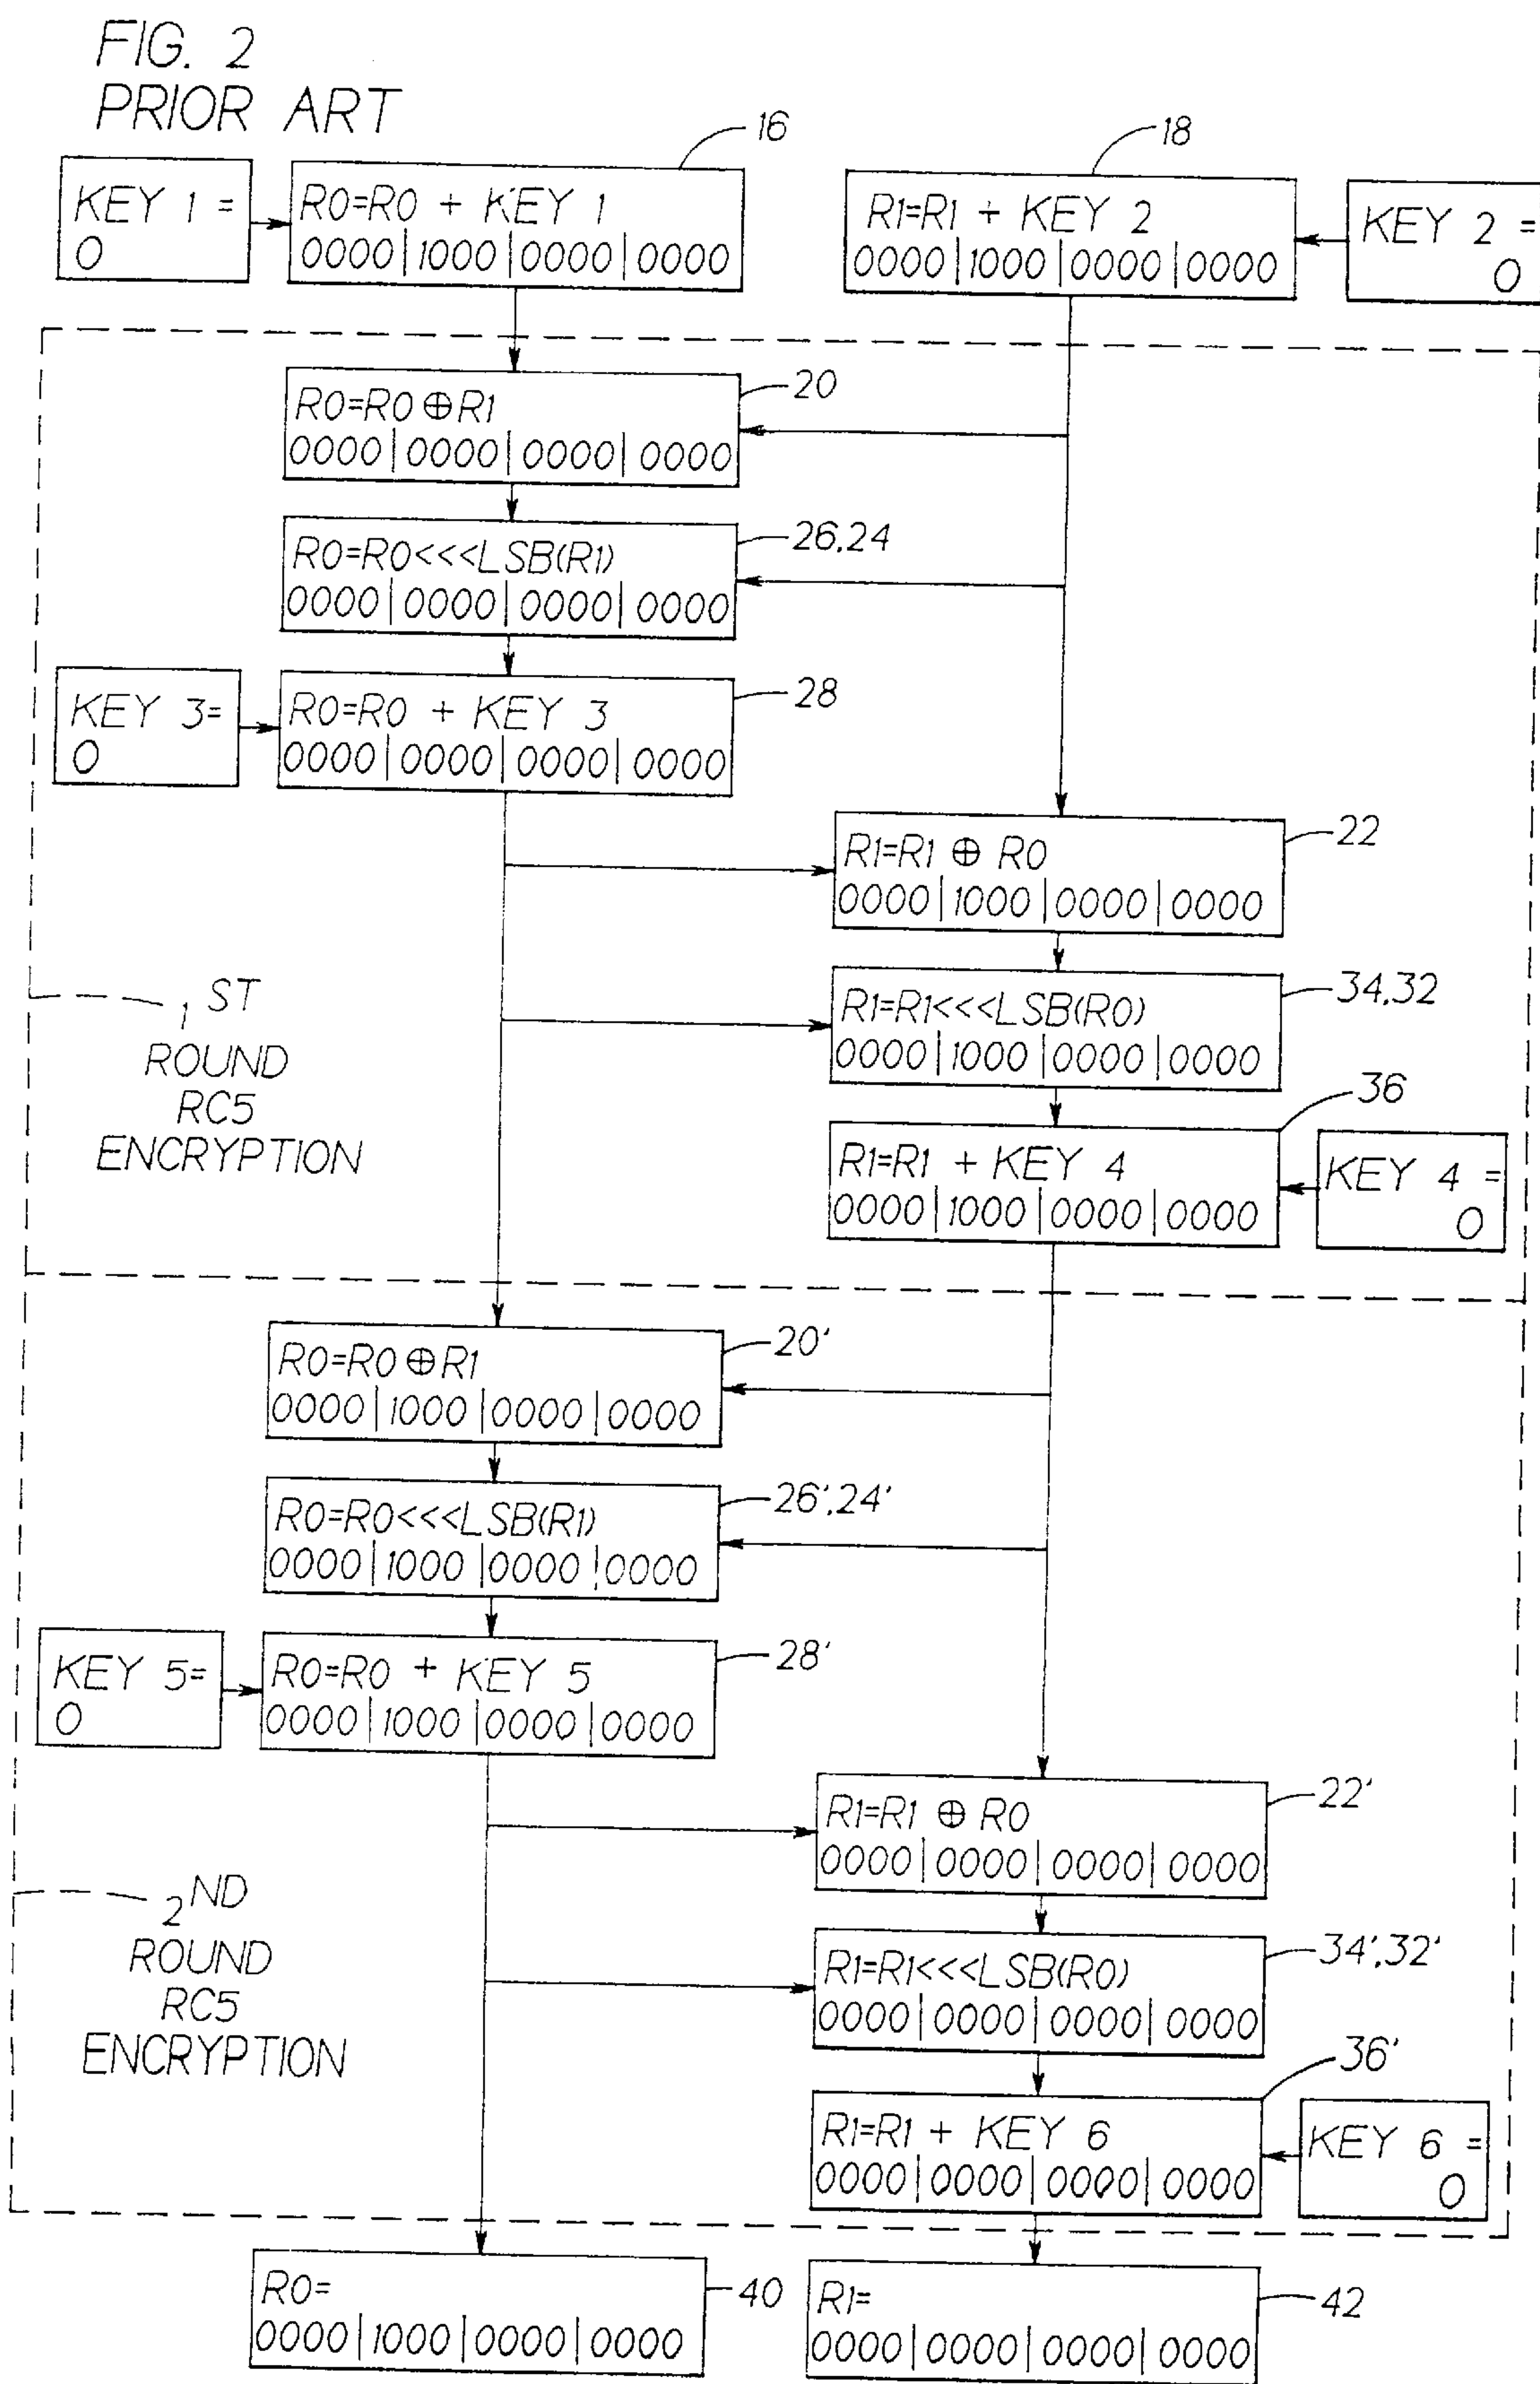 FIG. 2
PRIOR ART
16
18
KEY 1 =
0
R0=R0 + KEY 1
0000|1000|0000|0000
R1=R1 + KEY 2
0000|1000|0000|0000
KEY 2 =
0
R0=R0⊕R1
0000|0000|0000|0000
20
R0=R0<<<LSB(R1)
0000|0000|0000|0000
26,24
KEY 3=
0
R0=R0 + KEY 3
0000|0000|0000|0000
28
R1=R1 ⊕ R0
0000|1000|0000|0000
22
R1=R1<<<LSB(R0)
0000|1000|0000|0000
34,32
1ST
ROUND
RC5
ENCRYPTION
36
R1=R1 + KEY 4
0000|1000|0000|0000
KEY 4 =
0
R0=R0⊕R1
0000|1000|0000|0000
20'
R0=R0<<<LSB(R1)
0000|1000|0000|0000
26',24'
KEY 5=
0
R0=R0 + KEY 5
0000|1000|0000|0000
28'
R1=R1 ⊕ R0
0000|0000|0000|0000
22'
2ND
ROUND
RC5
ENCRYPTION
R1=R1<<<LSB(R0)
0000|0000|0000|0000
34',32'
36'
R1=R1 + KEY 6
0000|0000|0000|0000
KEY 6 =
0
R0=
0000|1000|0000|0000
40
R1=
0000|0000|0000|0000
42